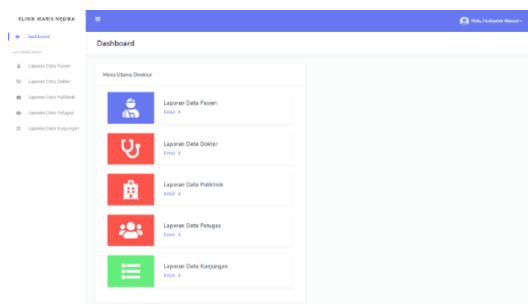 KLINIK WARIS MEDIKA
Dashboard
Laporan Data Pasien
Laporan Data Dokter
Laporan Data Poliklinik
Laporan Data Petugas
Laporan Data Kunjungan
Dashboard
Menu Utama Direktur
Laporan Data Pasien
Detail >
Laporan Data Dokter
Detail >
Laporan Data Poliklinik
Detail >
Laporan Data Petugas
Detail >
Laporan Data Kunjungan
Detail >